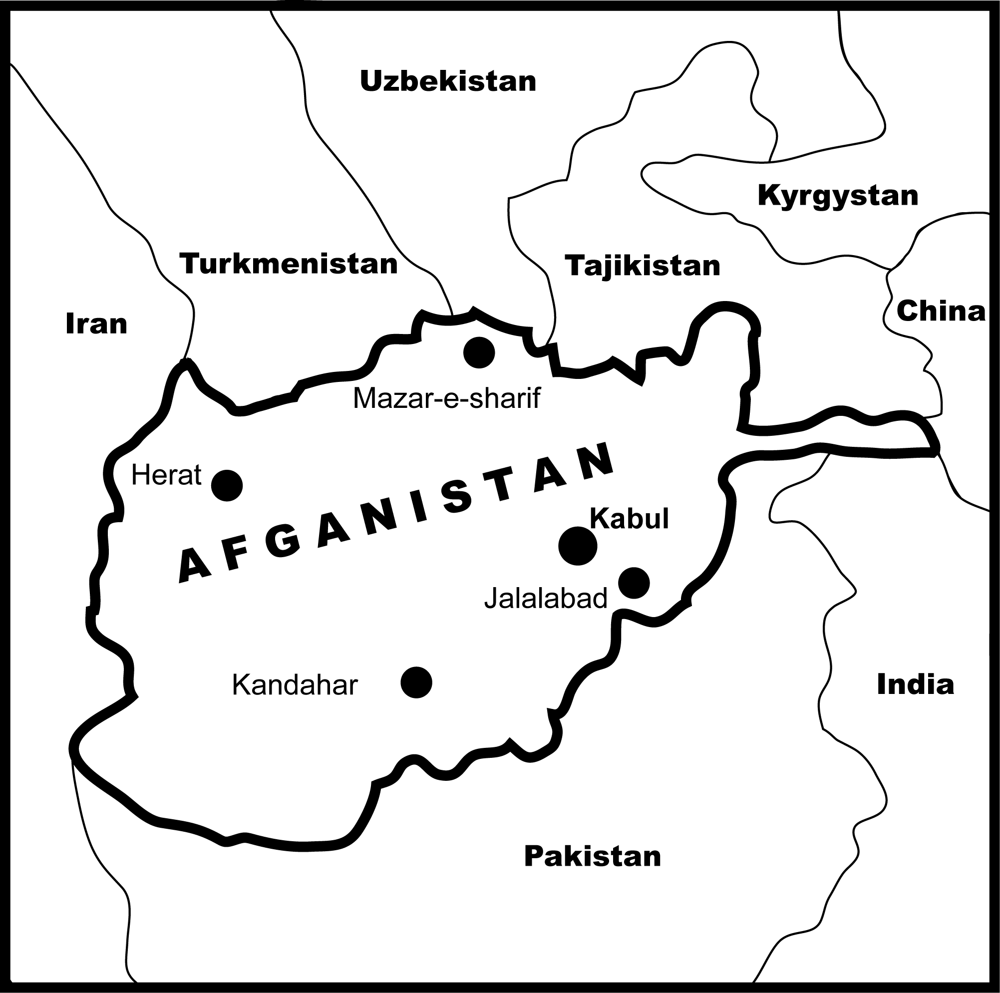 Uzbekistan
Kyrgystan
Turkmenistan
Tajikistan
China
Iran
Mazar-e-sharif
Herat
AFGANISTAN
Kabul
Jalalabad
Kandahar
India
Pakistan